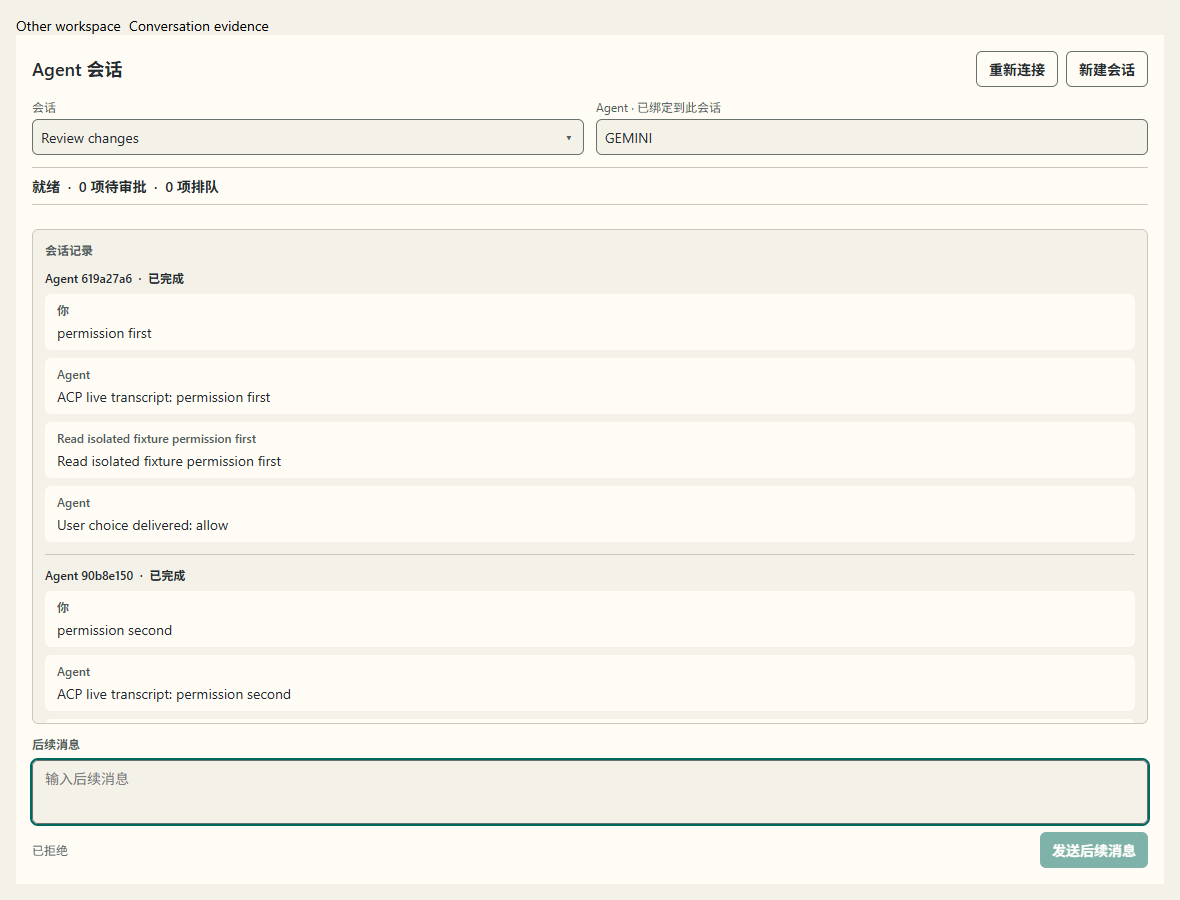 Other workspace Conversation evidence
Agent 会话
重新连接 新建会话
会话
Agent · 已绑定到此会话
Review changes
GEMINI
就绪 · 0 项待审批 · 0 项排队
会话记录
Agent 619a27a6 · 已完成
你
permission first
Agent
ACP live transcript: permission first
Read isolated fixture permission first
Read isolated fixture permission first
Agent
User choice delivered: allow
Agent 90b8e150 · 已完成
你
permission second
Agent
ACP live transcript: permission second
后续消息
输入后续消息
已拒绝
发送后续消息